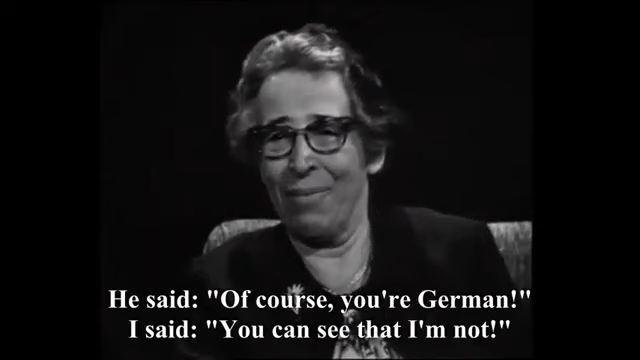 He said: "Of course, you're German!"
I said: "You can see that I'm not!"